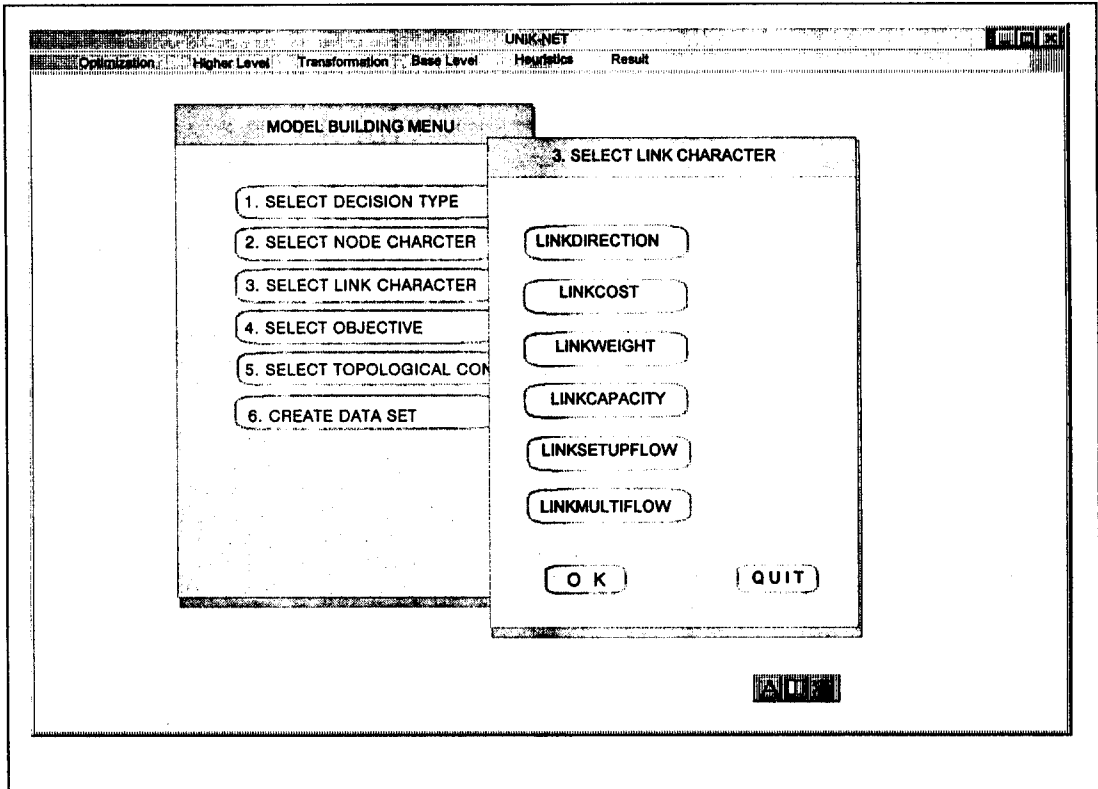 UNIK-NET
Optimization Higher Level Transformation Base Level Heuristics Result
MODEL BUILDING MENU
1. SELECT DECISION TYPE
2. SELECT NODE CHARCTER
3. SELECT LINK CHARACTER
4. SELECT OBJECTIVE
5. SELECT TOPOLOGICAL CON
6. CREATE DATA SET
3. SELECT LINK CHARACTER
LINKDIRECTION
LINKCOST
LINKWEIGHT
LINKCAPACITY
LINKSETUPFLOW
LINKMULTIFLOW
O K QUIT